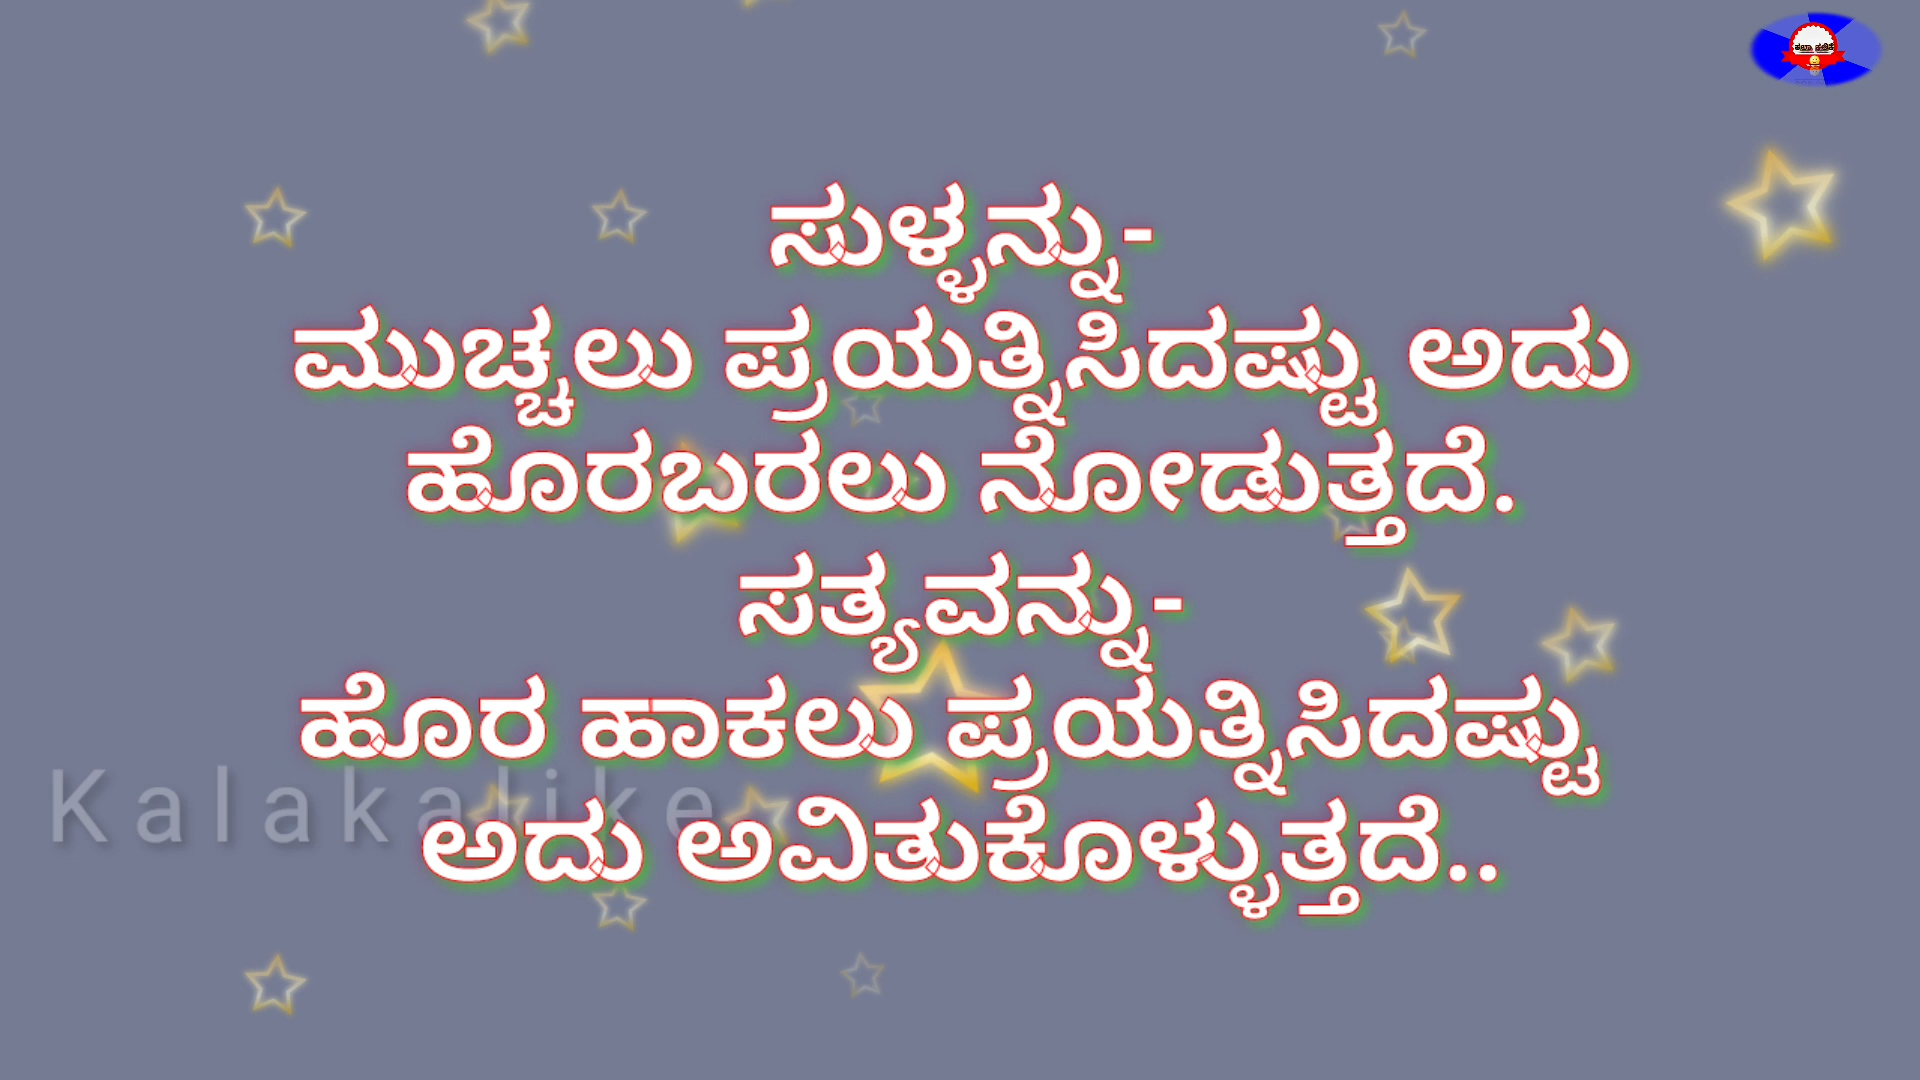 ಸುಳ್ಳನ್ನು-
ಮುಚ್ಚಲು ಪ್ರಯತ್ನಿಸಿದಷ್ಟು ಅದು
ಹೊರಬರಲು ನೋಡುತ್ತದೆ.
ಸತ್ಯವನ್ನು-
ಹೊರ ಹಾಕಲು ಪ್ರಯತ್ನಿಸಿದಷ್ಟು
ಅದು ಅವಿತುಕೊಳ್ಳುತ್ತದೆ..
Kalakalike